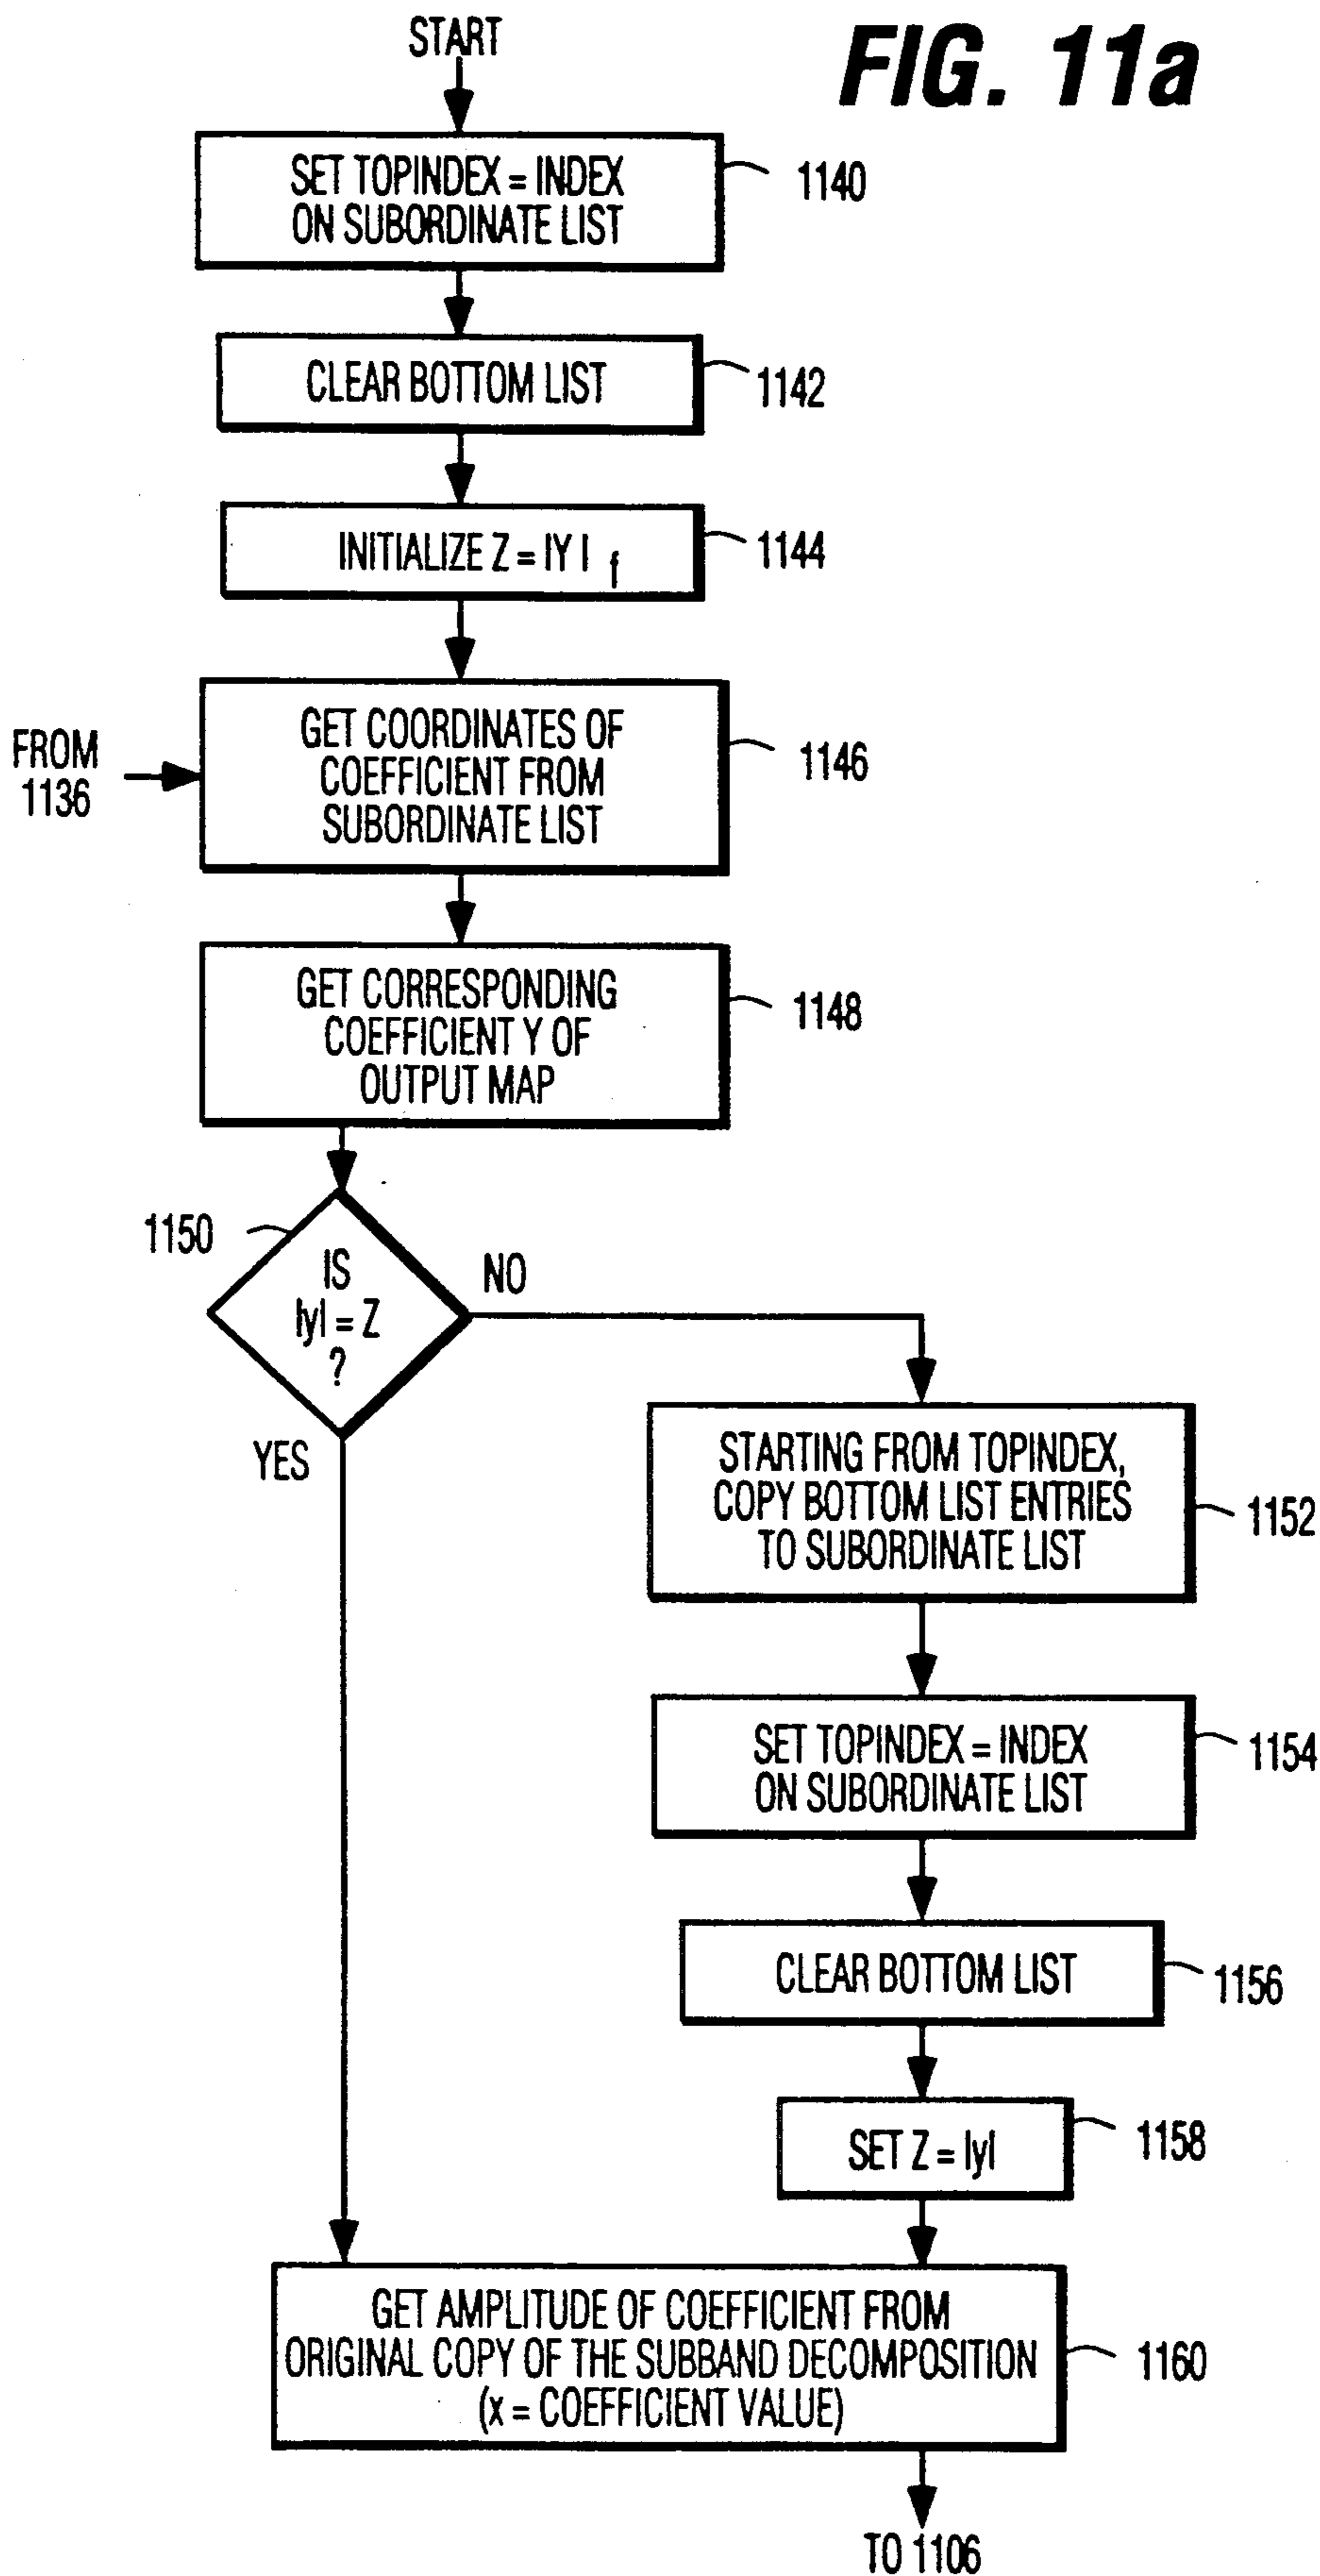 START
FIG. 11a
SET TOPINDEX = INDEX
ON SUBORDINATE LIST
1140
CLEAR BOTTOM LIST
1142
INITIALIZE Z = |Y| f
1144
FROM
1136
GET COORDINATES OF
COEFFICIENT FROM
SUBORDINATE LIST
1146
GET CORRESPONDING
COEFFICIENT Y OF
OUTPUT MAP
1148
1150
IS
|y| = Z
?
NO
YES
STARTING FROM TOPINDEX,
COPY BOTTOM LIST ENTRIES
TO SUBORDINATE LIST
1152
SET TOPINDEX = INDEX
ON SUBORDINATE LIST
1154
CLEAR BOTTOM LIST
1156
SET Z = |y|
1158
GET AMPLITUDE OF COEFFICIENT FROM
ORIGINAL COPY OF THE SUBBAND DECOMPOSITION
(x = COEFFICIENT VALUE)
1160
TO 1106